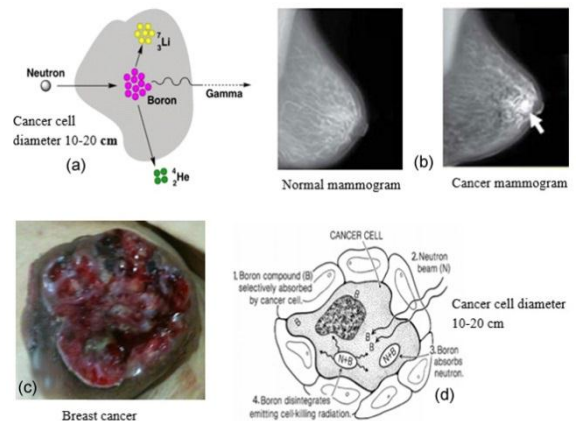 (a)
⁷₃Li
Neutron
Boron
Gamma
Cancer cell
diameter 10-20 cm
⁴₂He
(b)
Normal mammogram
Cancer mammogram
(c)
Breast cancer
CANCER CELL
1. Boron compound (B)
selectively absorbed
by cancer cell.
2. Neutron
beam (N)
B
B
B
B
N+B
N+B
Cancer cell diameter
10-20 cm
3. Boron
absorbs
neutron.
4. Boron disintegrates
emitting cell-killing radiation.
(d)